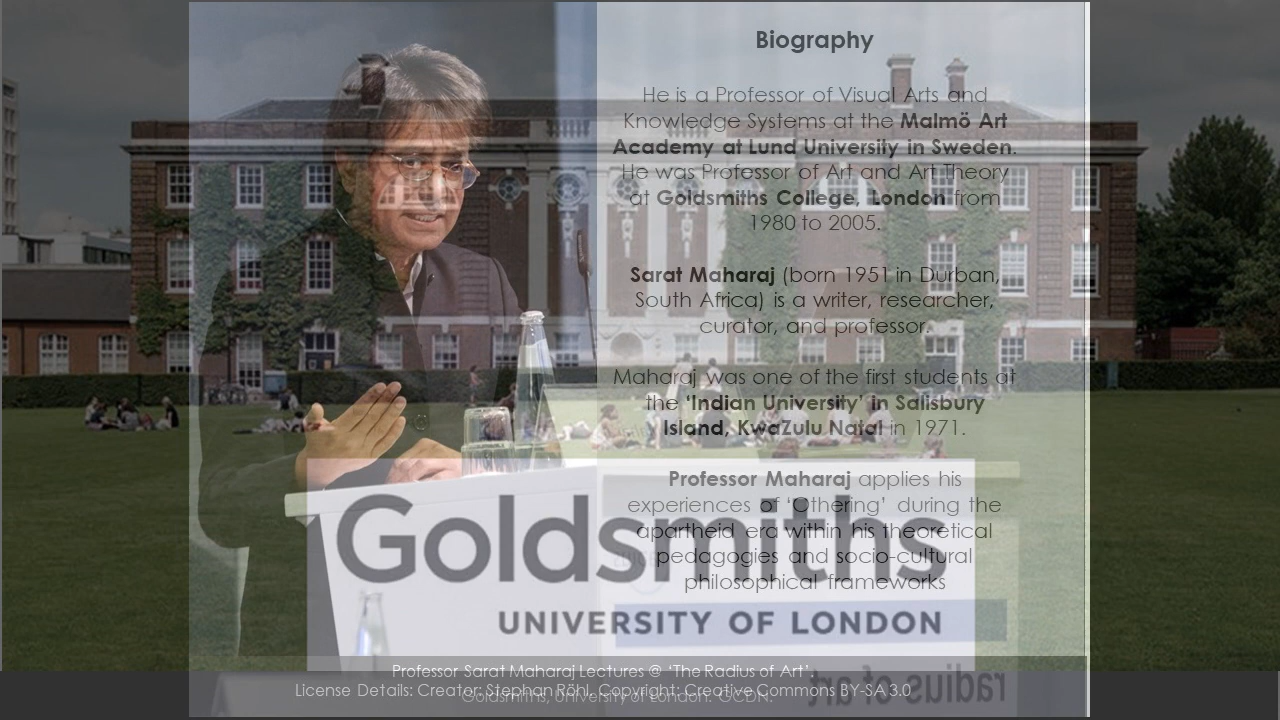 Biography
He is a Professor of Visual Arts and
Knowledge Systems at the Malmö Art
Academy at Lund University in Sweden.
He was Professor of Art and Art Theory
at Goldsmiths College, London from
1980 to 2005.
Sarat Maharaj (born 1951 in Durban,
South Africa) is a writer, researcher,
curator, and professor.
Maharaj was one of the first students at
the ‘Indian University’ in Salisbury
Island, KwaZulu Natal in 1971.
Professor Maharaj applies his
experiences of ‘Othering’ during the
apartheid era within his theoretical
pedagogies and socio-cultural
philosophical frameworks
Goldsmiths
UNIVERSITY OF LONDON
Professor Sarat Maharaj Lectures @ ‘The Radius of Art’.
License Details: Creator: Stephan Röhl, Copyright: Creative Commons BY-SA 3.0
Goldsmiths, University of London. GCDN.
radius of art